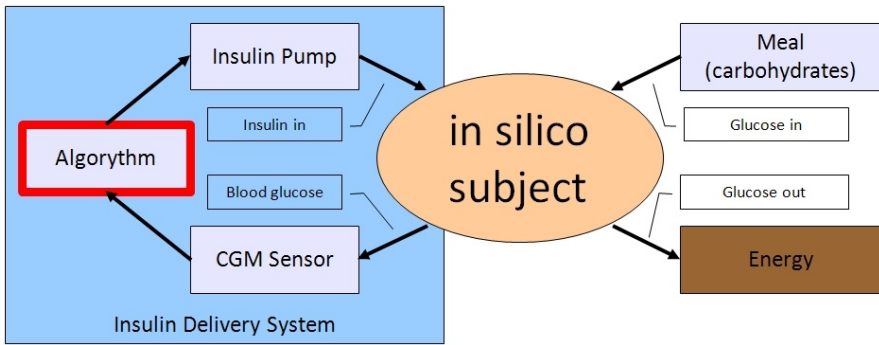 Insulin Pump
Meal
(carbohydrates)
Insulin in
in silico
subject
Glucose in
Algorythm
Blood glucose
Glucose out
CGM Sensor
Energy
Insulin Delivery System